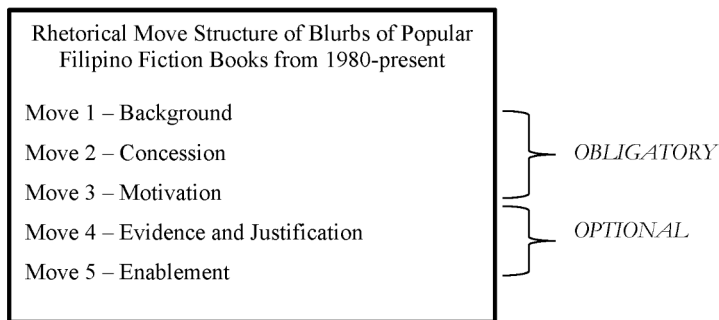 Rhetorical Move Structure of Blurbs of Popular
Filipino Fiction Books from 1980-present
Move 1 – Background
Move 2 – Concession
Move 3 – Motivation
OBLIGATORY
Move 4 – Evidence and Justification
Move 5 – Enablement
OPTIONAL